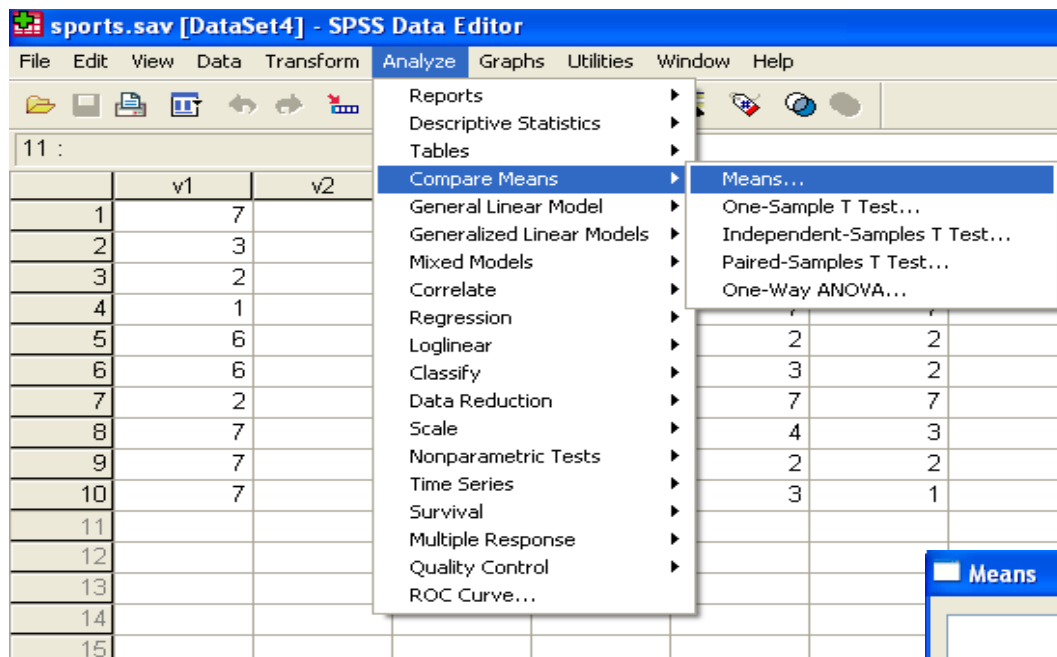 sports.sav [DataSet4] - SPSS Data Editor
File Edit View Data Transform Analyze Graphs Utilities Window Help
11 :
v1 v2
Reports
Descriptive Statistics
Tables
Compare Means
General Linear Model
Generalized Linear Models
Mixed Models
Correlate
Regression
Loglinear
Classify
Data Reduction
Scale
Nonparametric Tests
Time Series
Survival
Multiple Response
Quality Control
ROC Curve...
Means...
One-Sample T Test...
Independent-Samples T Test...
Paired-Samples T Test...
One-Way ANOVA...
1 7
2 3
3 2
4 1
5 6 2 2
6 6 3 2
7 2 7 7
8 7 4 3
9 7 2 2
10 7 3 1
11
12
13
14
15
Means